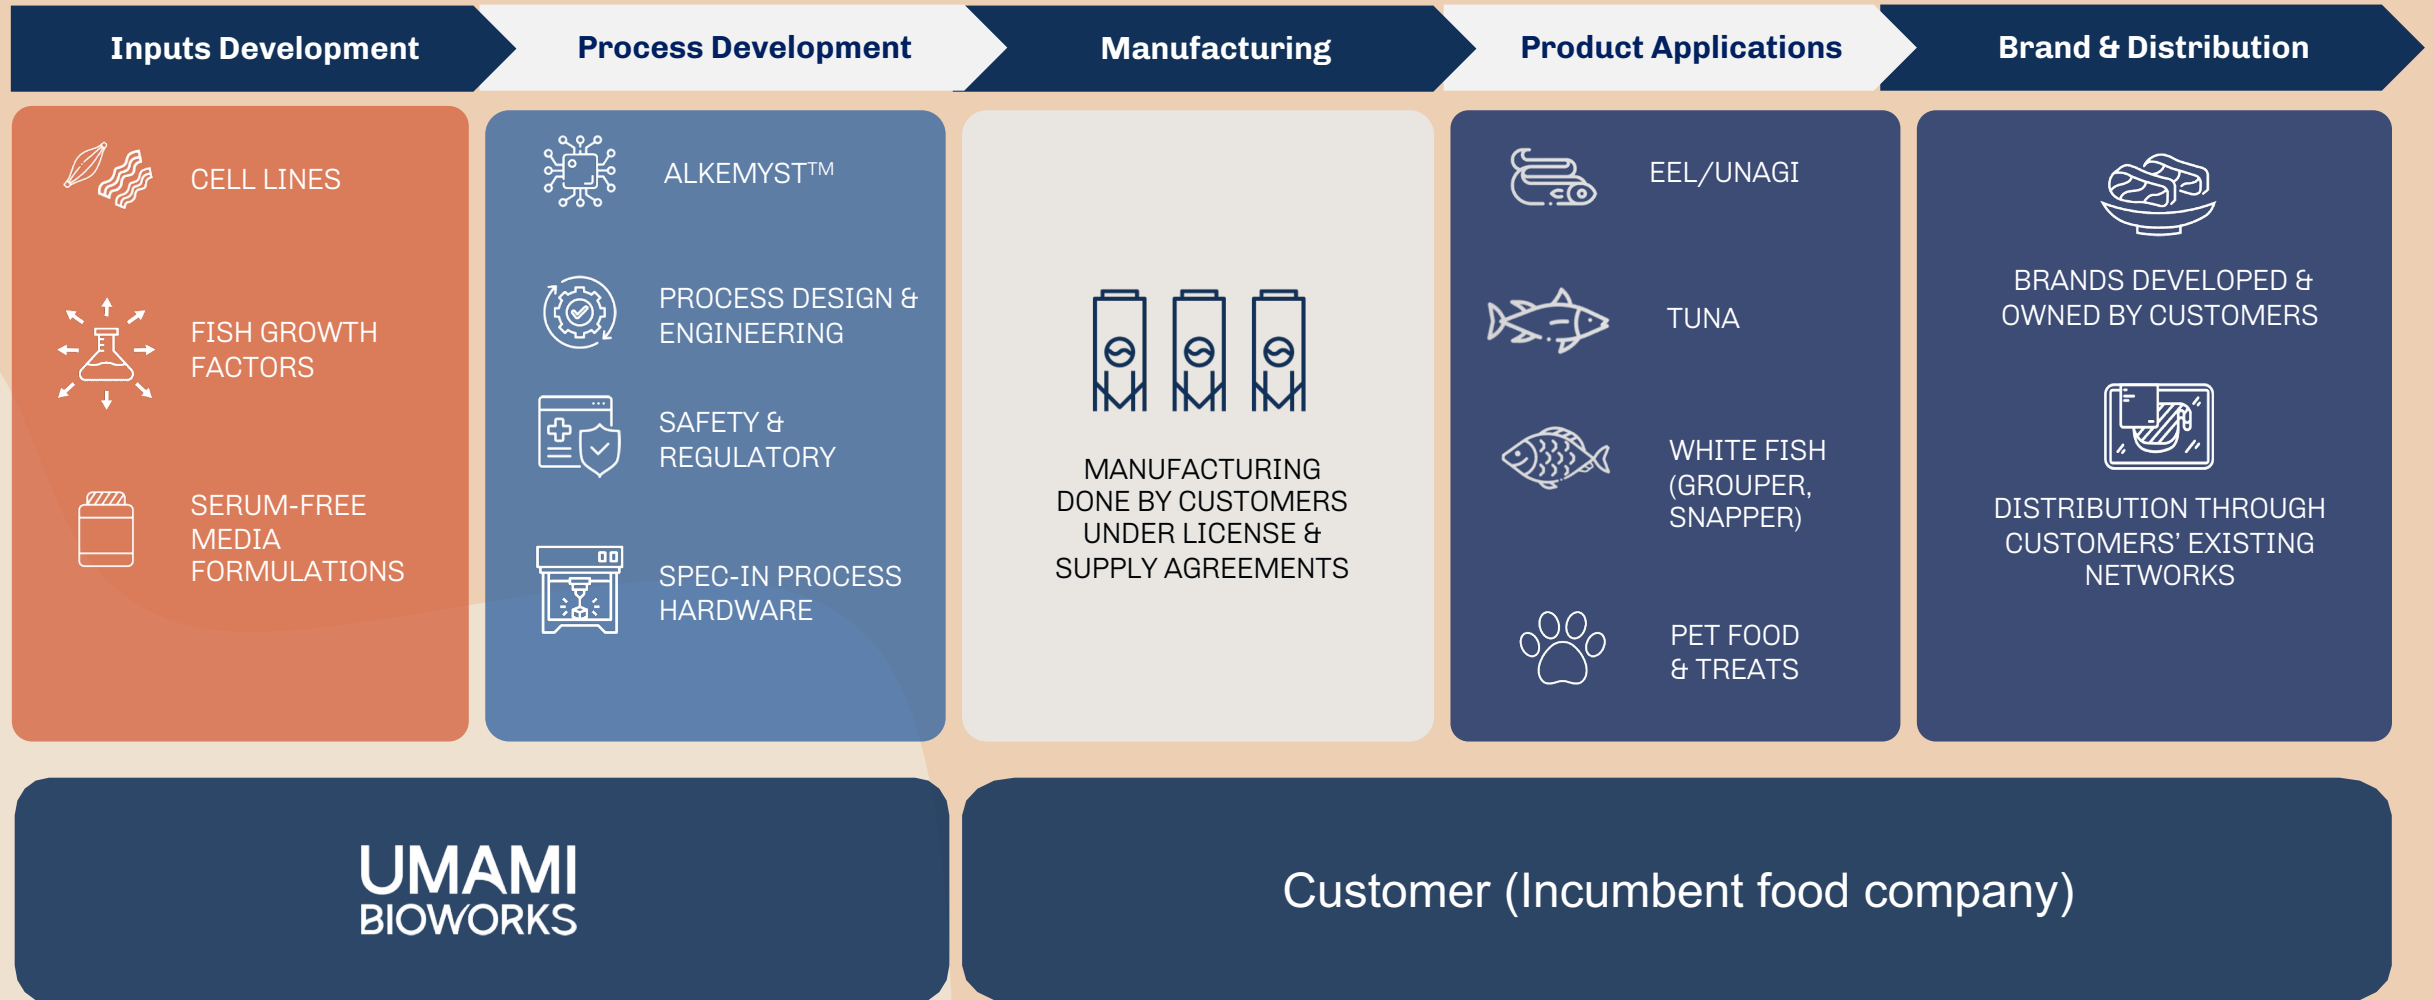 Inputs Development
Process Development
Manufacturing
Product Applications
Brand & Distribution
CELL LINES
FISH GROWTH
FACTORS
SERUM-FREE
MEDIA
FORMULATIONS
ALKEMYST™
PROCESS DESIGN &
ENGINEERING
SAFETY &
REGULATORY
SPEC-IN PROCESS
HARDWARE
MANUFACTURING
DONE BY CUSTOMERS
UNDER LICENSE &
SUPPLY AGREEMENTS
EEL/UNAGI
TUNA
WHITE FISH
(GROUPER,
SNAPPER)
PET FOOD
& TREATS
BRANDS DEVELOPED &
OWNED BY CUSTOMERS
DISTRIBUTION THROUGH
CUSTOMERS’ EXISTING
NETWORKS
UMAMI
BIOWORKS
Customer (Incumbent food company)